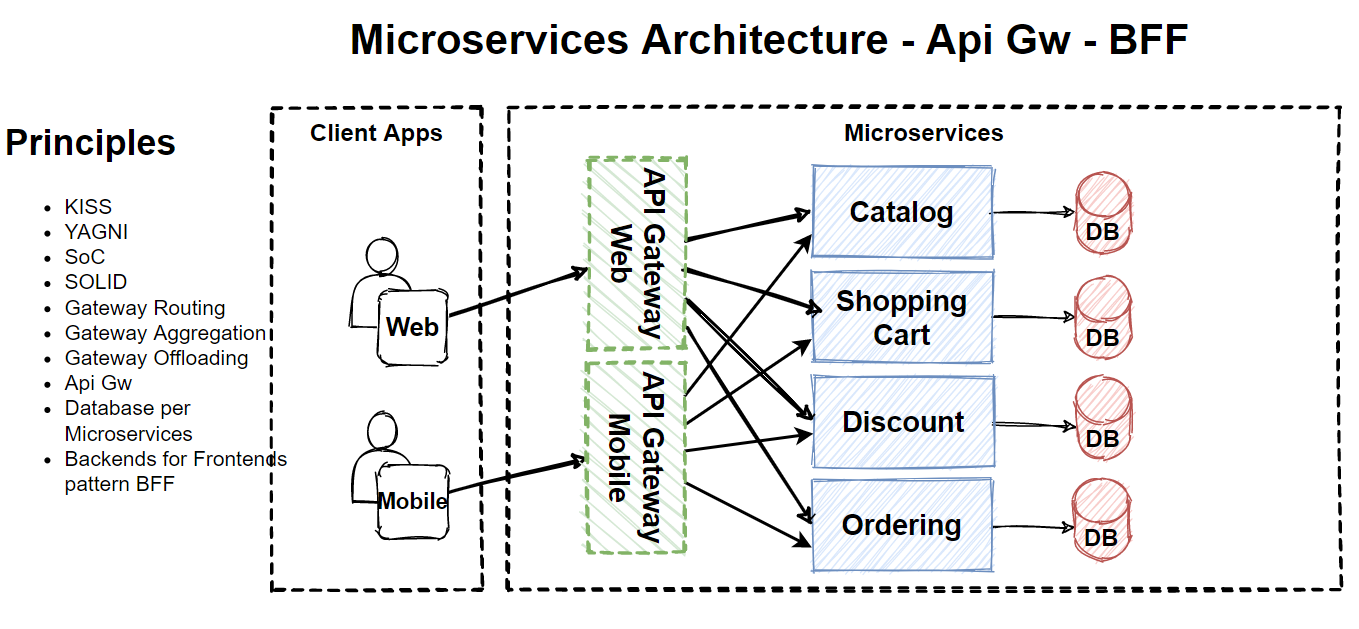 Microservices Architecture - Api Gw - BFF
Principles
KISS
YAGNI
SoC
SOLID
Gateway Routing
Gateway Aggregation
Gateway Offloading
Api Gw
Database per
Microservices
Backends for Frontends
pattern BFF
Client Apps
Web
Mobile
Microservices
API Gateway
Web
API Gateway
Mobile
Catalog
DB
Shopping
Cart
DB
Discount
DB
Ordering
DB